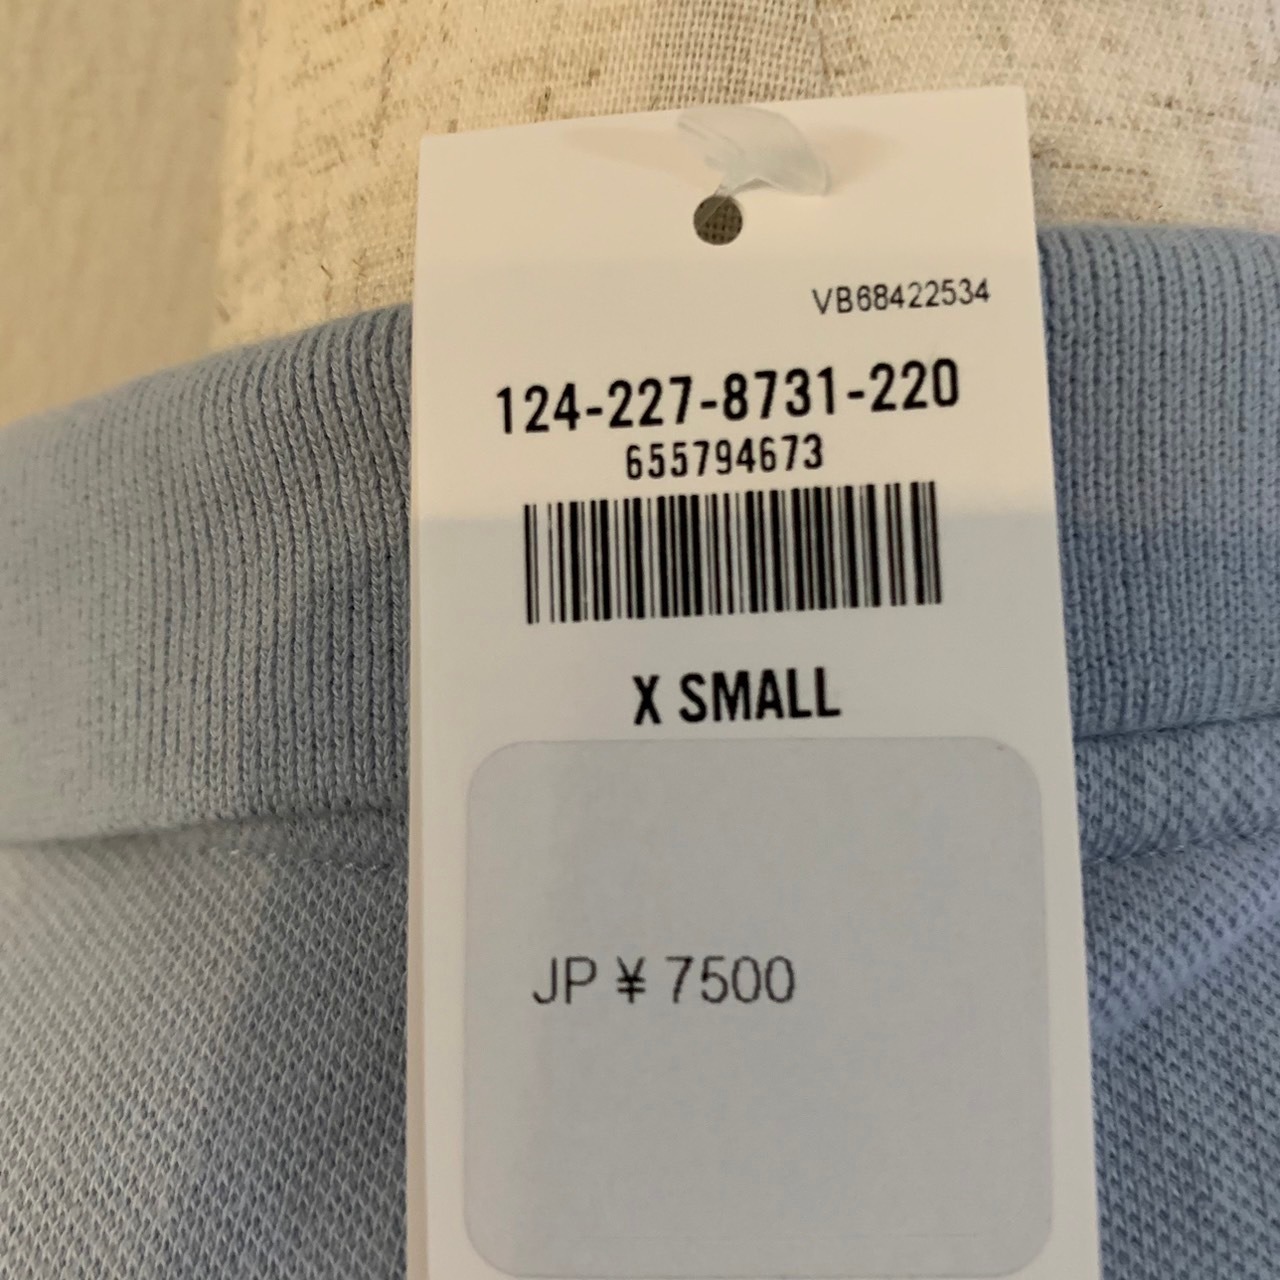 VB68422534
124-227-8731-220
655794673
X SMALL
JP ¥ 7500